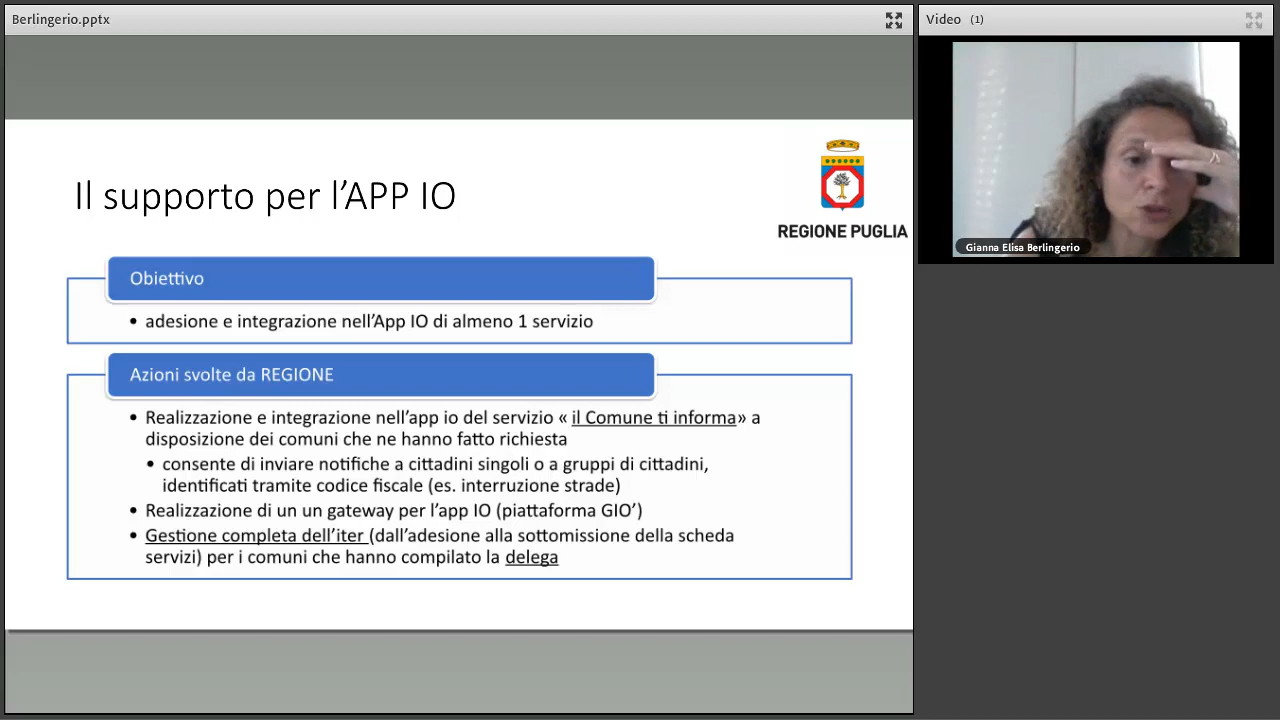 Berlingerio.pptx
Video (1)
Il supporto per l'APP IO
REGIONE PUGLIA
Gianna Elisa Berlingerio
Obiettivo
• adesione e integrazione nell'App IO di almeno 1 servizio
Azioni svolte da REGIONE
• Realizzazione e integrazione nell'app io del servizio « il Comune ti informa» a
disposizione dei comuni che ne hanno fatto richiesta
• consente di inviare notifiche a cittadini singoli o a gruppi di cittadini,
identificati tramite codice fiscale (es. interruzione strade)
• Realizzazione di un un gateway per l'app IO (piattaforma GIO')
• Gestione completa dell'iter (dall'adesione alla sottomissione della scheda
servizi) per i comuni che hanno compilato la delega